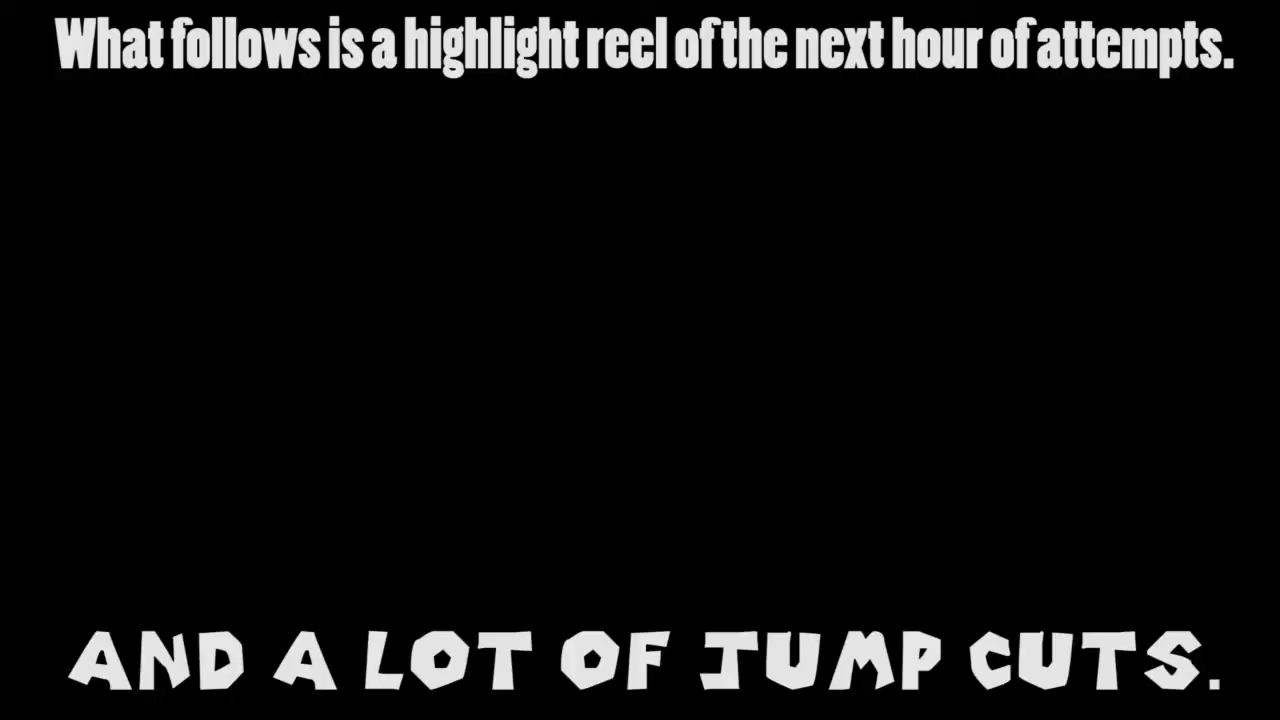 What follows is a highlight reel of the next hour of attempts.
AND A LOT OF JUMP CUTS.